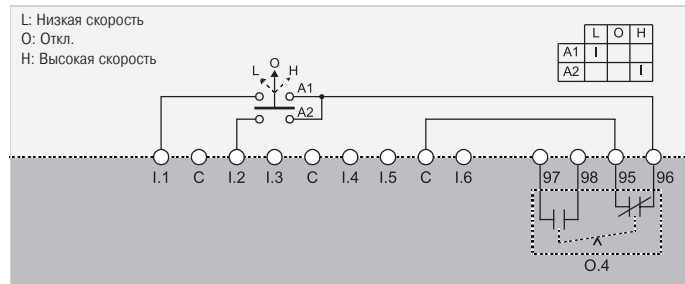 L: Низкая скорость
O: Откл.
H: Высокая скорость
L O H
A1 I
A2 I
O
L H
A1
A2
I.1 C I.2 I.3 C I.4 I.5 C I.6 97 98 95 96
O.4